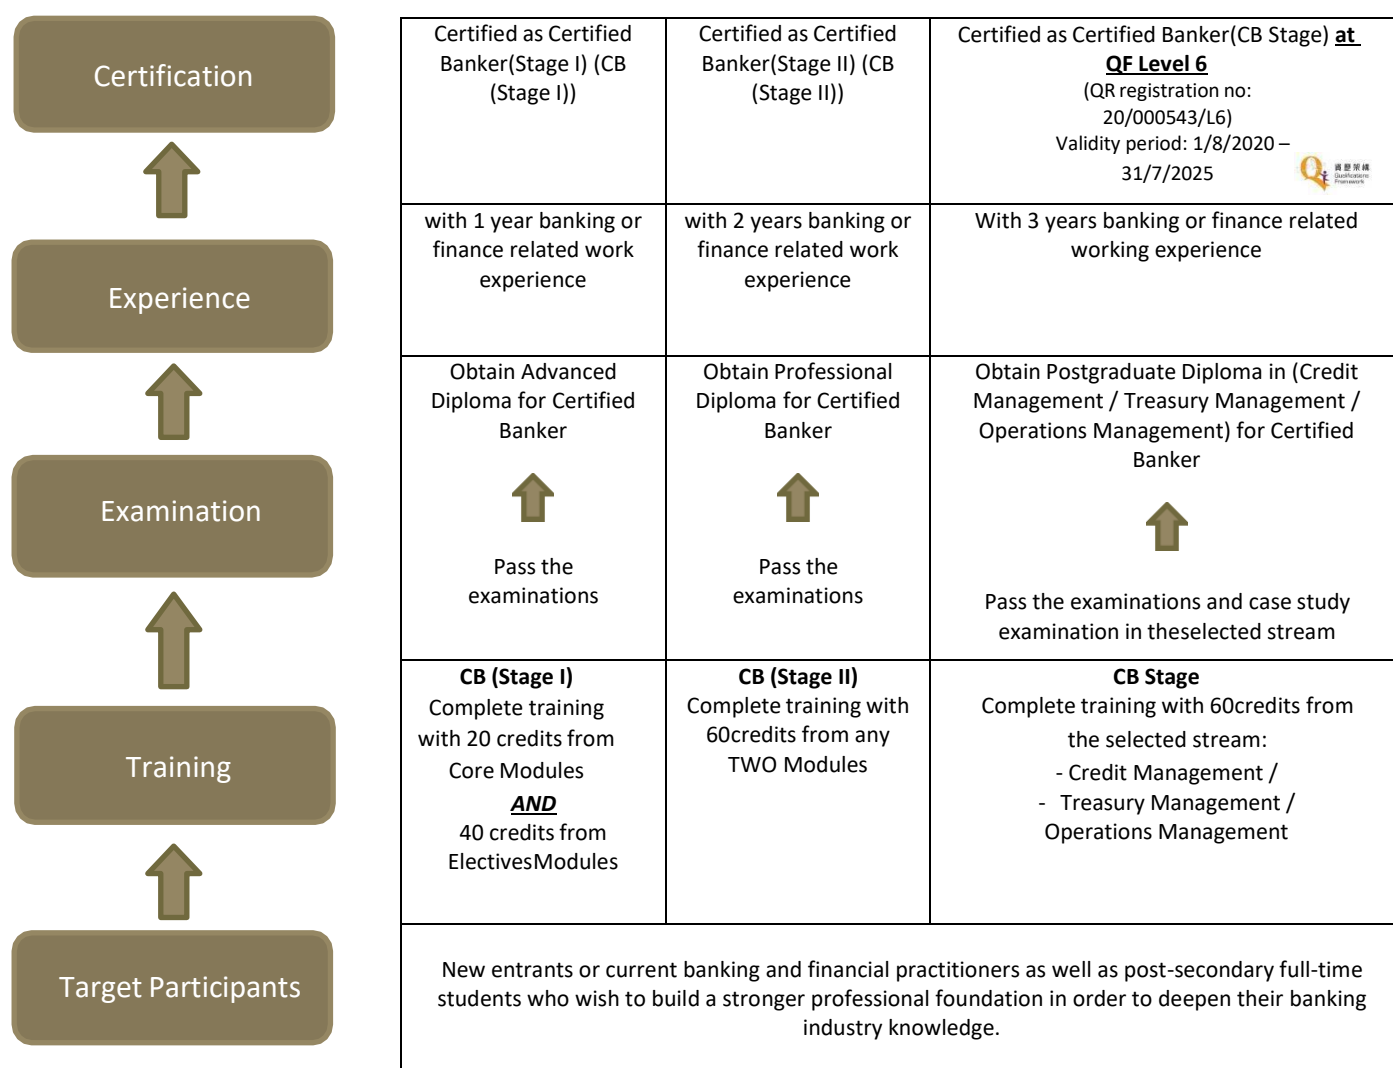 Certification
Certified as Certified
Banker(Stage I) (CB
(Stage I))
Certified as Certified
Banker(Stage II) (CB
(Stage II))
Certified as Certified Banker(CB Stage) at
QF Level 6
(QR registration no:
20/000543/L6)
Validity period: 1/8/2020 –
31/7/2025
資歷架構
Qualifications
Framework
Experience
with 1 year banking or
finance related work
experience
with 2 years banking or
finance related work
experience
With 3 years banking or finance related
working experience
Examination
Obtain Advanced
Diploma for Certified
Banker
Pass the
examinations
Obtain Professional
Diploma for Certified
Banker
Pass the
examinations
Obtain Postgraduate Diploma in (Credit
Management / Treasury Management /
Operations Management) for Certified
Banker
Pass the examinations and case study
examination in theselected stream
Training
CB (Stage I)
Complete training
with 20 credits from
Core Modules
AND
40 credits from
ElectivesModules
CB (Stage II)
Complete training with
60credits from any
TWO Modules
CB Stage
Complete training with 60credits from
the selected stream:
- Credit Management /
- Treasury Management /
Operations Management
Target Participants
New entrants or current banking and financial practitioners as well as post-secondary full-time
students who wish to build a stronger professional foundation in order to deepen their banking
industry knowledge.